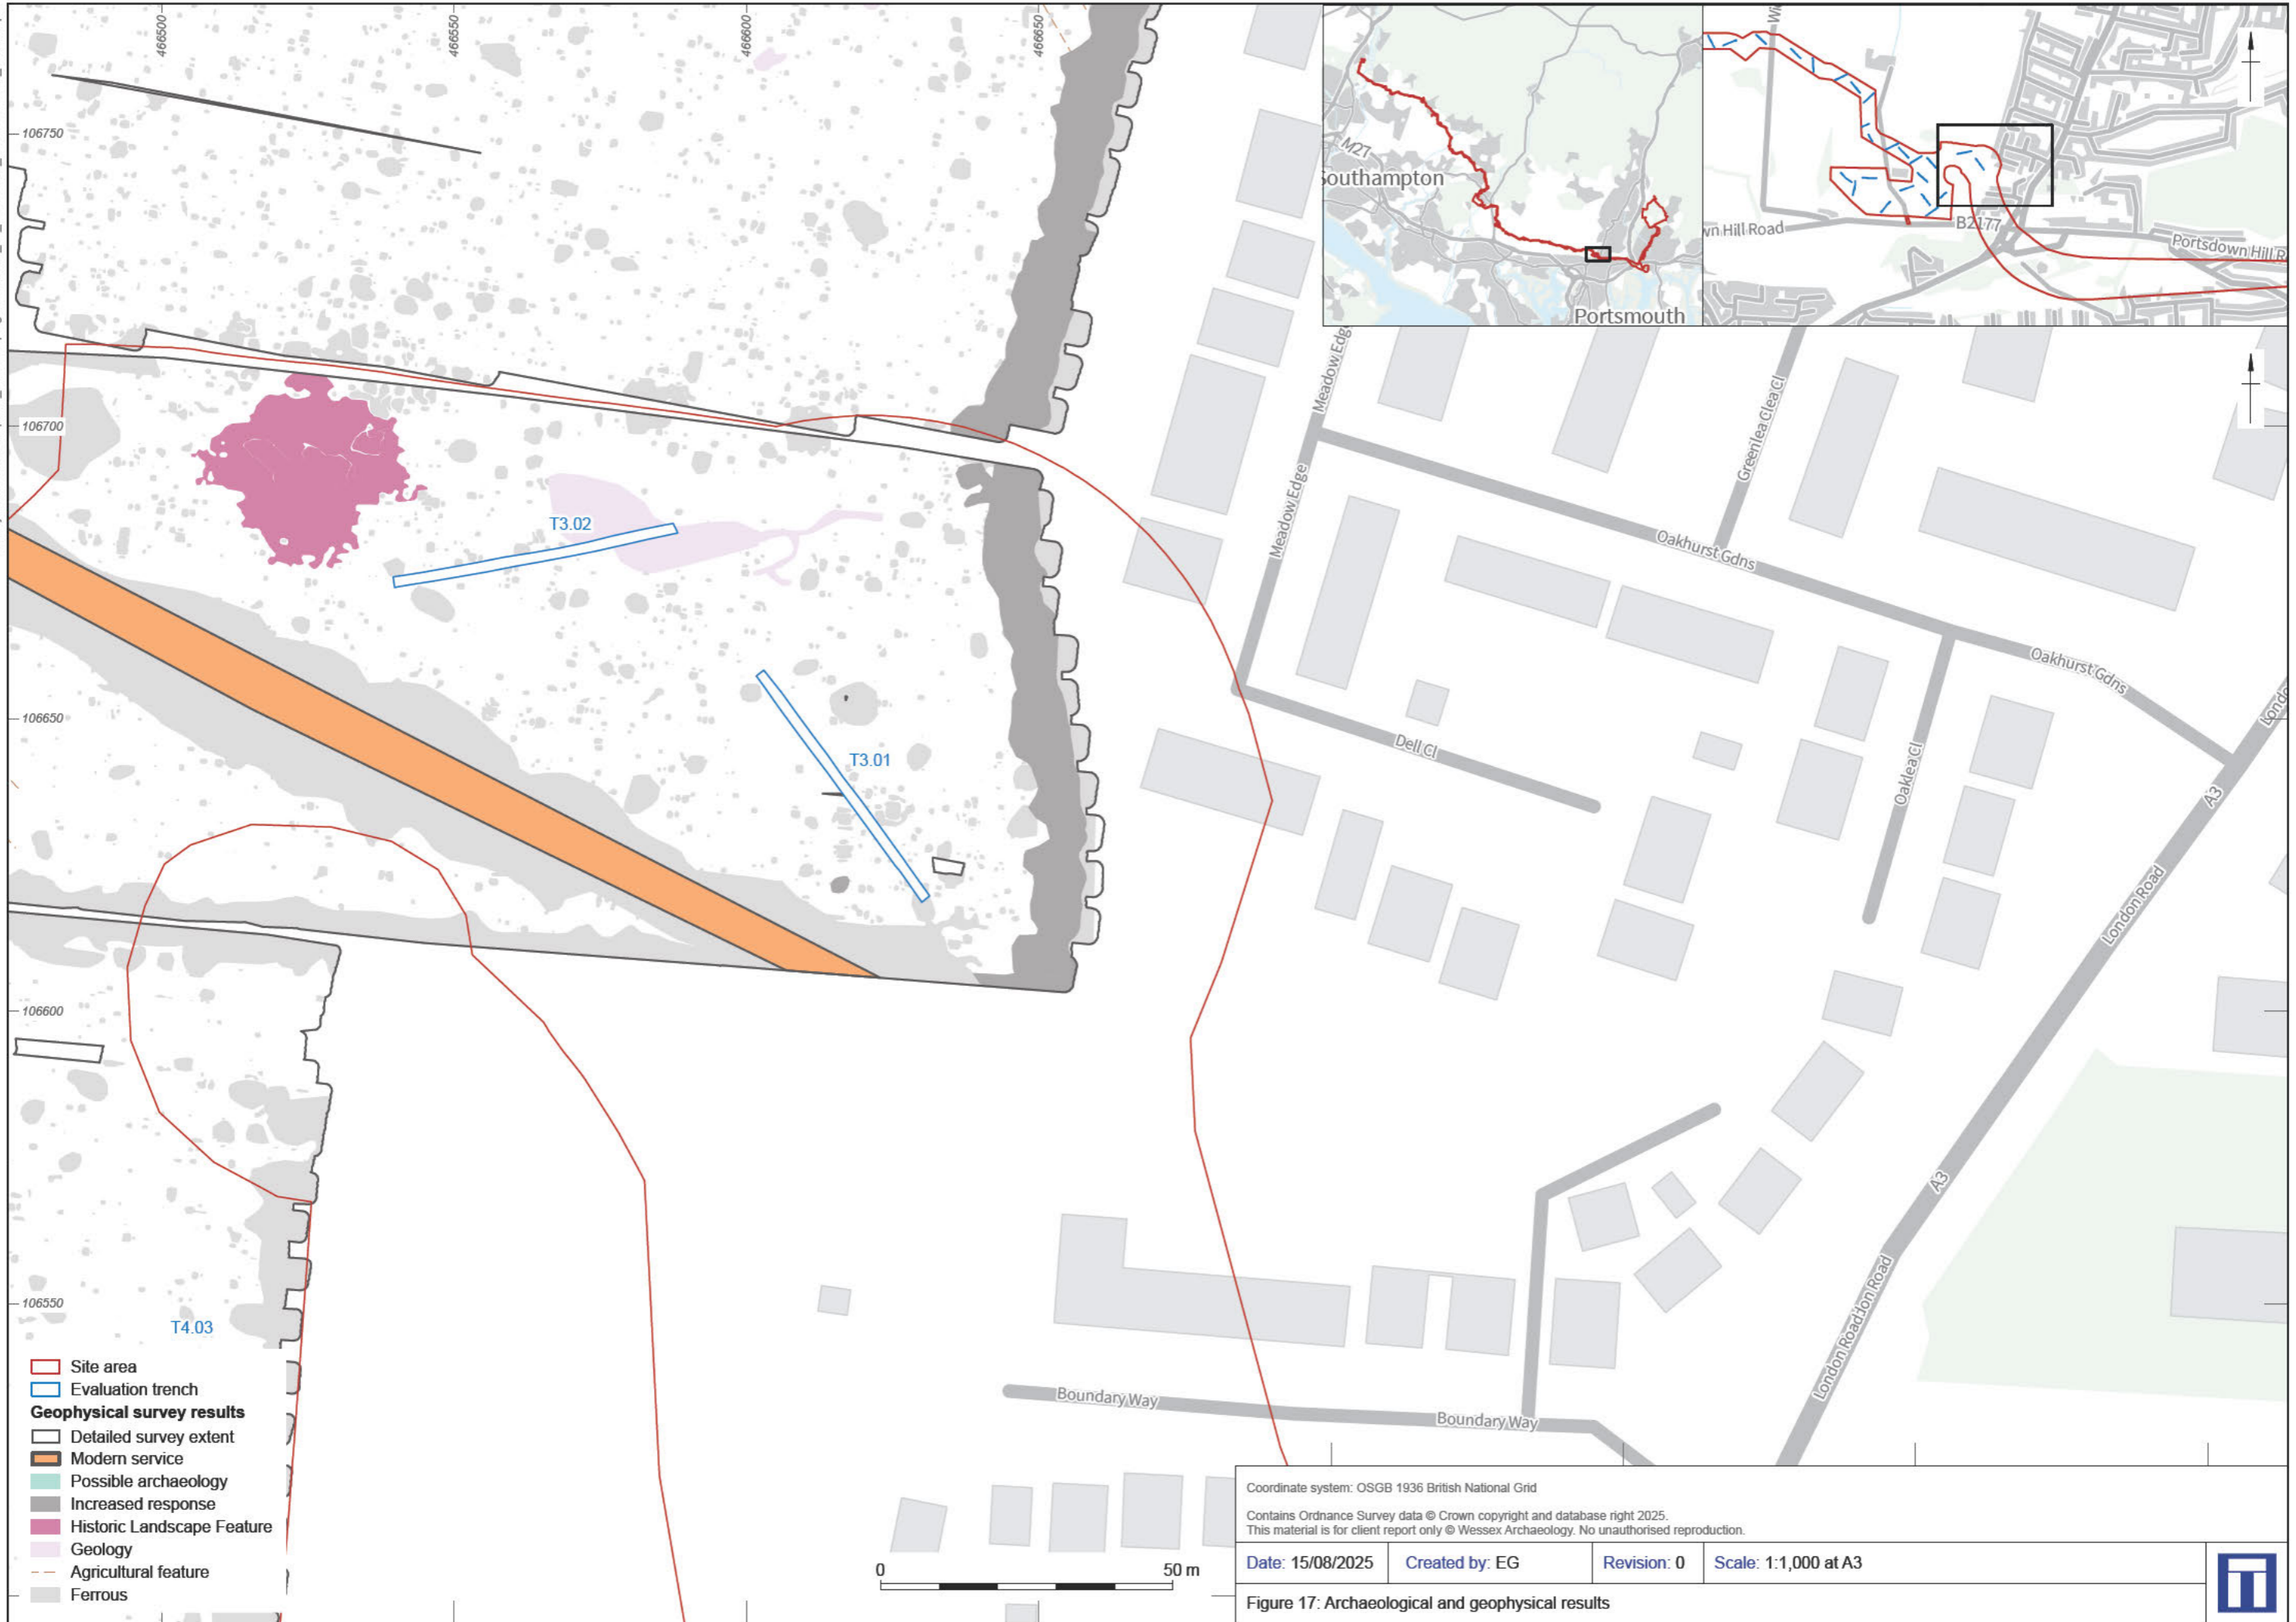 466500
466550
466600
466650
106750
106700
106650
106600
106550
M27
Southampton
Portsmouth
Wi
wn Hill Road
B2177
Portsdown Hill R
Meadow Edge
Meadow Edge
Greenlea Cl
Oakhurst Gdns
Oakhurst Gdns
Dell Cl
Oaklea Cl
London Road
A3
London Road
A3
London Road
Boundary Way
Boundary Way
T3.02
T3.01
T4.03
Site area
Evaluation trench
Geophysical survey results
Detailed survey extent
Modern service
Possible archaeology
Increased response
Historic Landscape Feature
Geology
Agricultural feature
Ferrous
0 50 m
Coordinate system: OSGB 1936 British National Grid
Contains Ordnance Survey data © Crown copyright and database right 2025.
This material is for client report only © Wessex Archaeology. No unauthorised reproduction.
Date: 15/08/2025 Created by: EG Revision: 0 Scale: 1:1,000 at A3
Figure 17: Archaeological and geophysical results